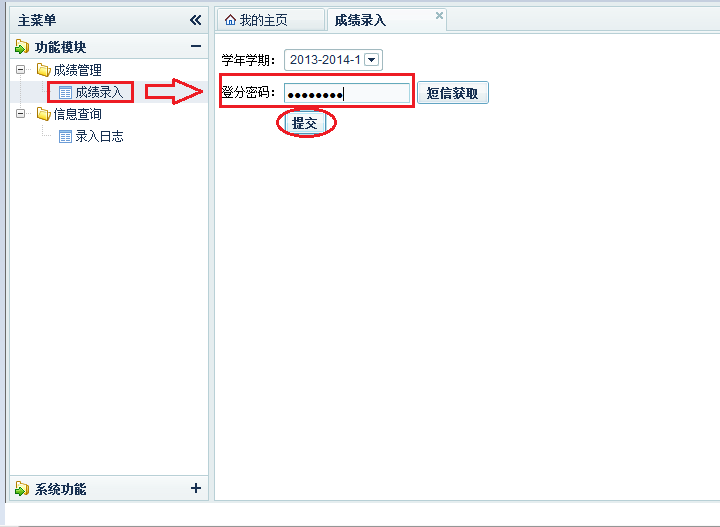 主菜单
功能模块
成绩管理
成绩录入
信息查询
录入日志
系统功能
我的主页 成绩录入
学年学期： 2013-2014-1
登分密码： ●●●●●●●● 短信获取
提交